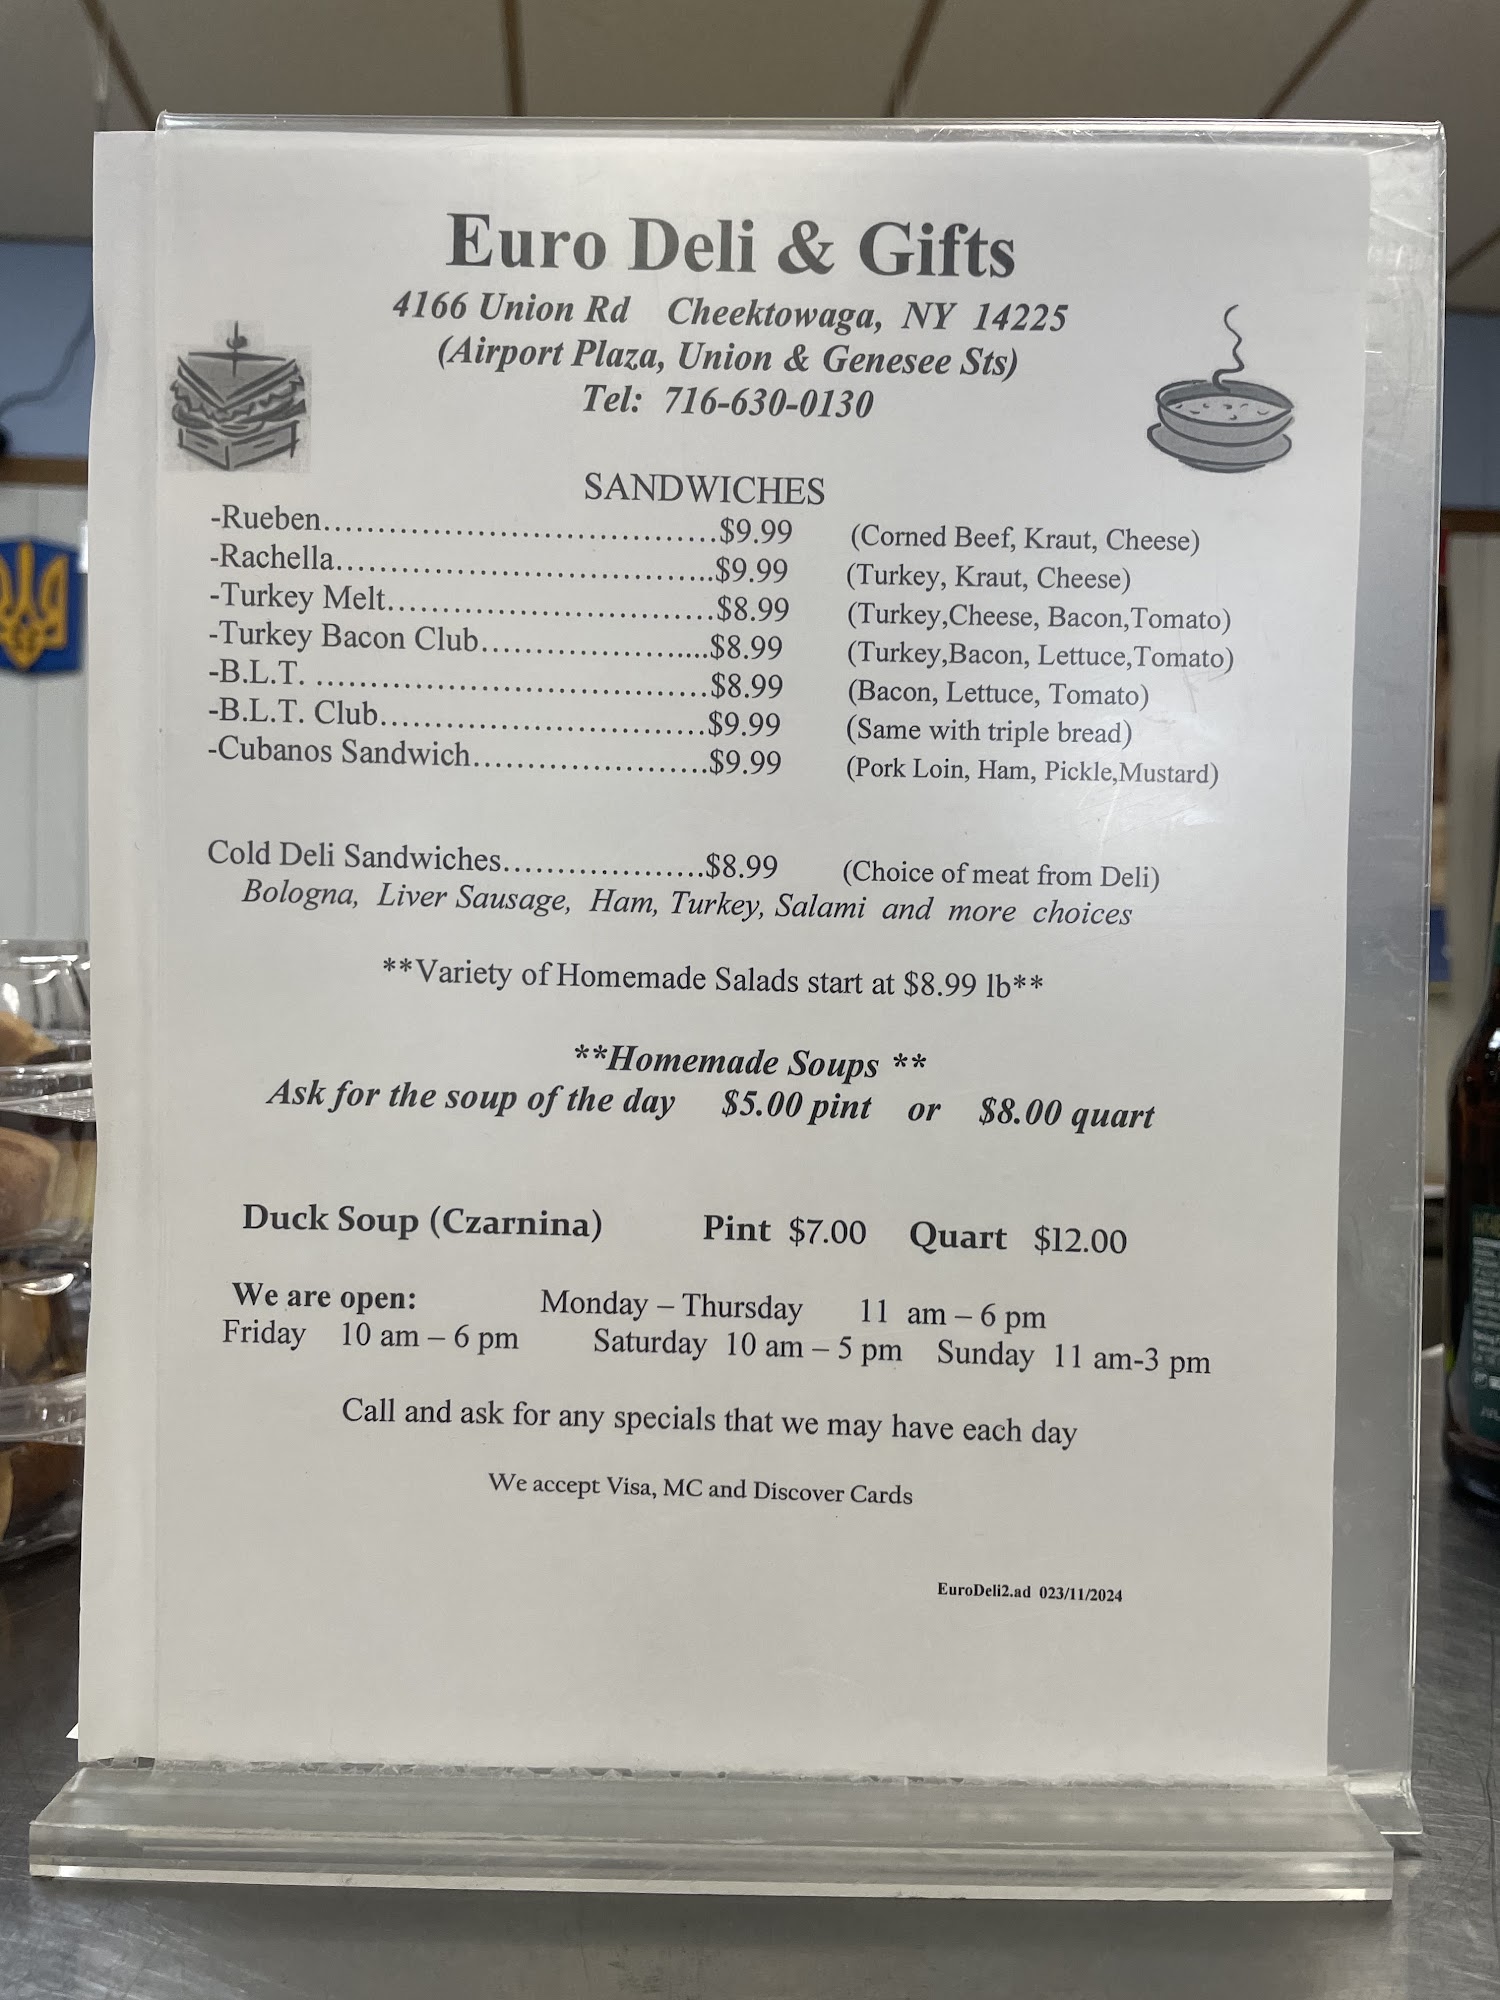 Euro Deli & Gifts
4166 Union Rd Cheektowaga, NY 14225
(Airport Plaza, Union & Genesee Sts)
Tel: 716-630-0130
SANDWICHES
-Rueben....................................$9.99 (Corned Beef, Kraut, Cheese)
-Rachella...................................$9.99 (Turkey, Kraut, Cheese)
-Turkey Melt..............................$8.99 (Turkey,Cheese, Bacon,Tomato)
-Turkey Bacon Club.....................$8.99 (Turkey,Bacon, Lettuce,Tomato)
-B.L.T. ....................................$8.99 (Bacon, Lettuce, Tomato)
-B.L.T. Club..............................$9.99 (Same with triple bread)
-Cubanos Sandwich......................$9.99 (Pork Loin, Ham, Pickle,Mustard)
Cold Deli Sandwiches...................$8.99 (Choice of meat from Deli)
Bologna, Liver Sausage, Ham, Turkey, Salami and more choices
**Variety of Homemade Salads start at $8.99 lb**
**Homemade Soups **
Ask for the soup of the day $5.00 pint or $8.00 quart
Duck Soup (Czarnina) Pint $7.00 Quart $12.00
We are open: Monday – Thursday 11 am – 6 pm
Friday 10 am – 6 pm Saturday 10 am – 5 pm Sunday 11 am-3 pm
Call and ask for any specials that we may have each day
We accept Visa, MC and Discover Cards
EuroDeli2.ad 023/11/2024